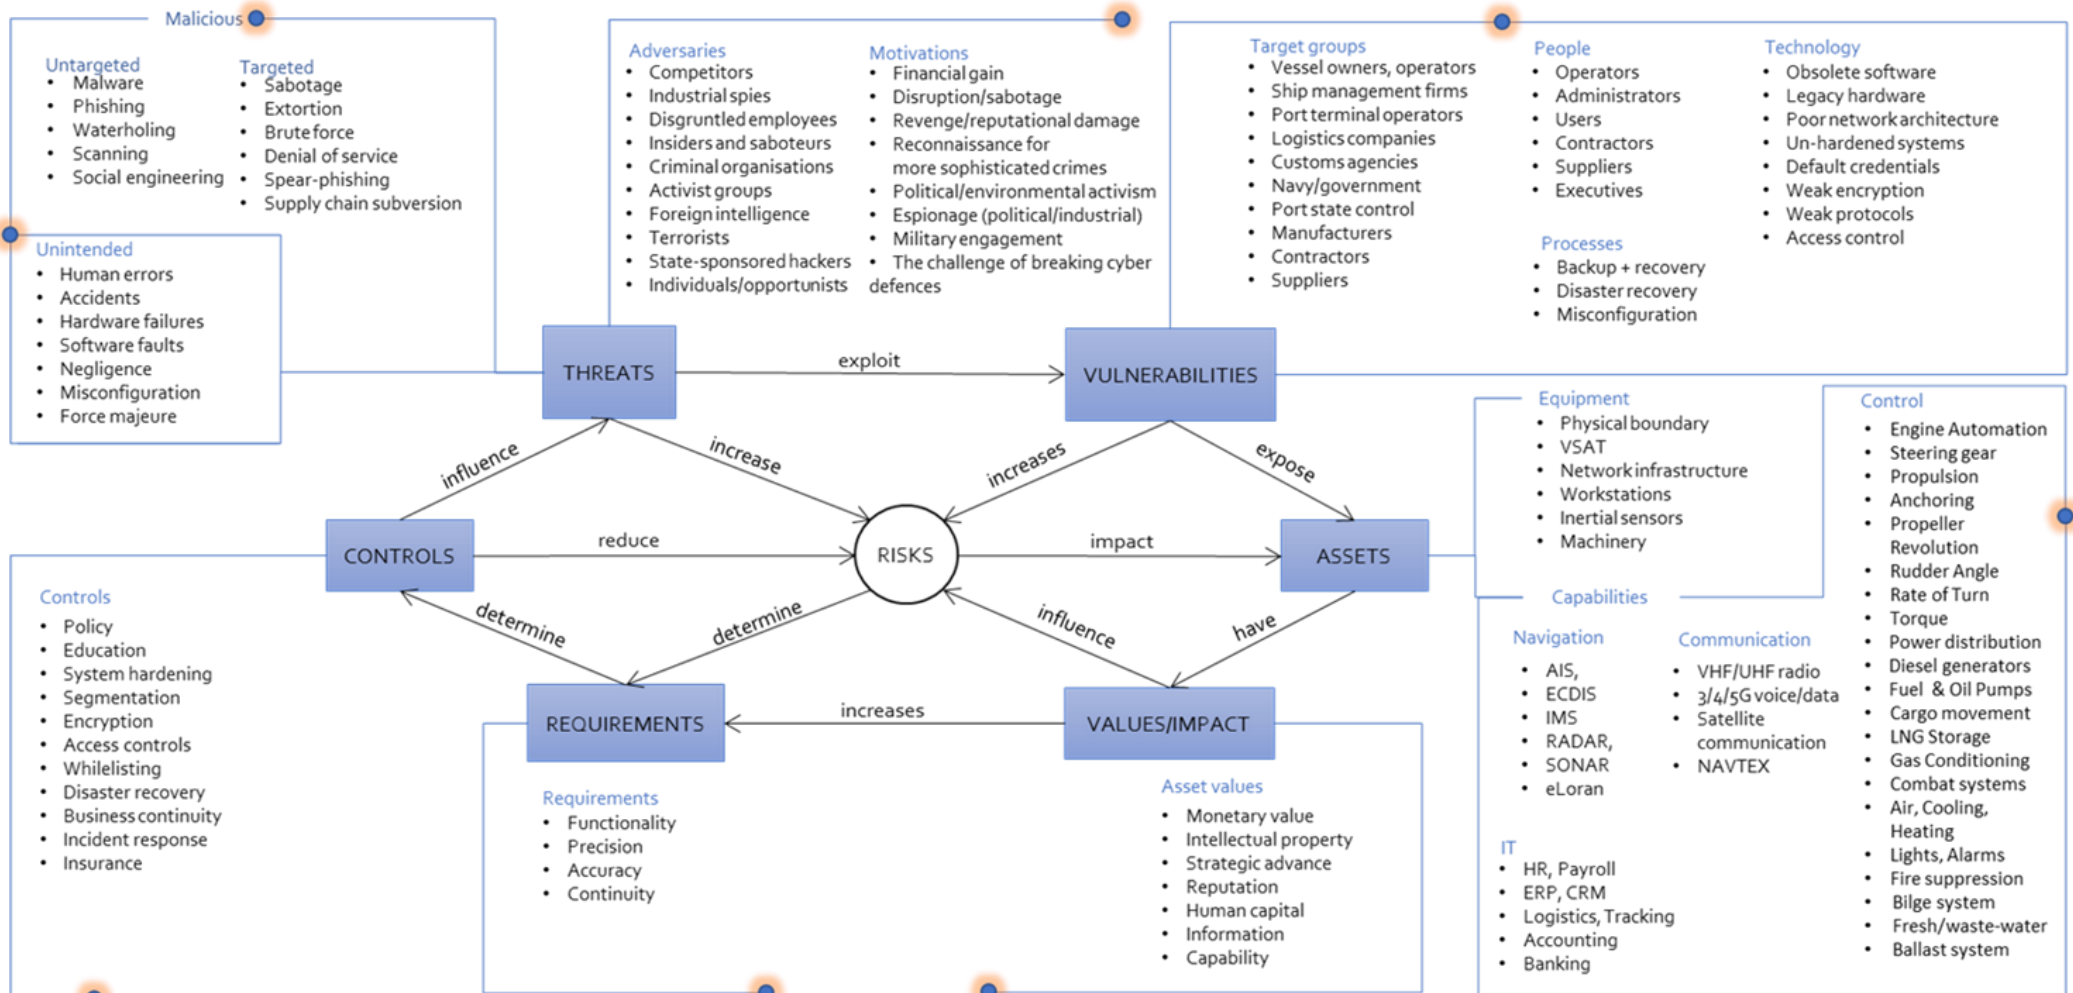 Malicious
Untargeted
• Malware
• Phishing
• Waterholing
• Scanning
• Social engineering
Targeted
• Sabotage
• Extortion
• Brute force
• Denial of service
• Spear-phishing
• Supply chain subversion
Unintended
• Human errors
• Accidents
• Hardware failures
• Software faults
• Negligence
• Misconfiguration
• Force majeure
Adversaries
• Competitors
• Industrial spies
• Disgruntled employees
• Insiders and saboteurs
• Criminal organisations
• Activist groups
• Foreign intelligence
• Terrorists
• State-sponsored hackers
• Individuals/opportunists
Motivations
• Financial gain
• Disruption/sabotage
• Revenge/reputational damage
• Reconnaissance for
more sophisticated crimes
• Political/environmental activism
• Espionage (political/industrial)
• Military engagement
• The challenge of breaking cyber
defences
Target groups
• Vessel owners, operators
• Ship management firms
• Port terminal operators
• Logistics companies
• Customs agencies
• Navy/government
• Port state control
• Manufacturers
• Contractors
• Suppliers
People
• Operators
• Administrators
• Users
• Contractors
• Suppliers
• Executives
Processes
• Backup + recovery
• Disaster recovery
• Misconfiguration
Technology
• Obsolete software
• Legacy hardware
• Poor network architecture
• Un-hardened systems
• Default credentials
• Weak encryption
• Weak protocols
• Access control
THREATS
exploit
VULNERABILITIES
influence
increase
increases
expose
CONTROLS
reduce
RISKS
impact
ASSETS
determine
determine
influence
have
REQUIREMENTS
increases
VALUES/IMPACT
Controls
• Policy
• Education
• System hardening
• Segmentation
• Encryption
• Access controls
• Whilelisting
• Disaster recovery
• Business continuity
• Incident response
• Insurance
Requirements
• Functionality
• Precision
• Accuracy
• Continuity
Asset values
• Monetary value
• Intellectual property
• Strategic advance
• Reputation
• Human capital
• Information
• Capability
Equipment
• Physical boundary
• VSAT
• Network infrastructure
• Workstations
• Inertial sensors
• Machinery
Capabilities
Navigation
• AIS,
• ECDIS
• IMS
• RADAR,
• SONAR
• eLoran
Communication
• VHF/UHF radio
• 3/4/5G voice/data
• Satellite
communication
• NAVTEX
IT
• HR, Payroll
• ERP, CRM
• Logistics, Tracking
• Accounting
• Banking
Control
• Engine Automation
• Steering gear
• Propulsion
• Anchoring
• Propeller
Revolution
• Rudder Angle
• Rate of Turn
• Torque
• Power distribution
• Diesel generators
• Fuel & Oil Pumps
• Cargo movement
• LNG Storage
• Gas Conditioning
• Combat systems
• Air, Cooling,
Heating
• Lights, Alarms
• Fire suppression
• Bilge system
• Fresh/waste-water
• Ballast system